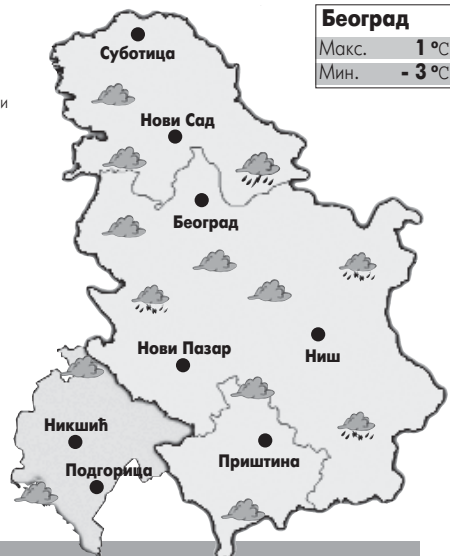 Београд
Макс. 1 °C
Мин. - 3 °C
Суботица
и
Нови Сад
Београд
Нови Пазар
Ниш
Никшић
Приштина
Подгорица